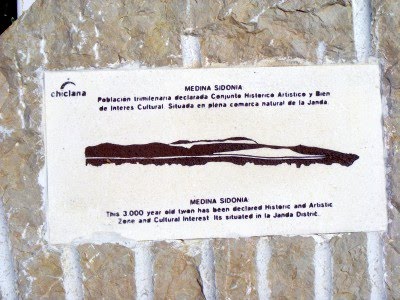 chiclana
MEDINA SIDONIA
Población trimilenaria declarada Conjunto Histórico Artístico y Bien
de Interes Cultural. Situada en plena comarca natural de la Janda.
MEDINA SIDONIA:
This 3.000 year old twon has been declared Historic and Artistic
Zone and Cultural Interest. Its situated in la Janda Distric.